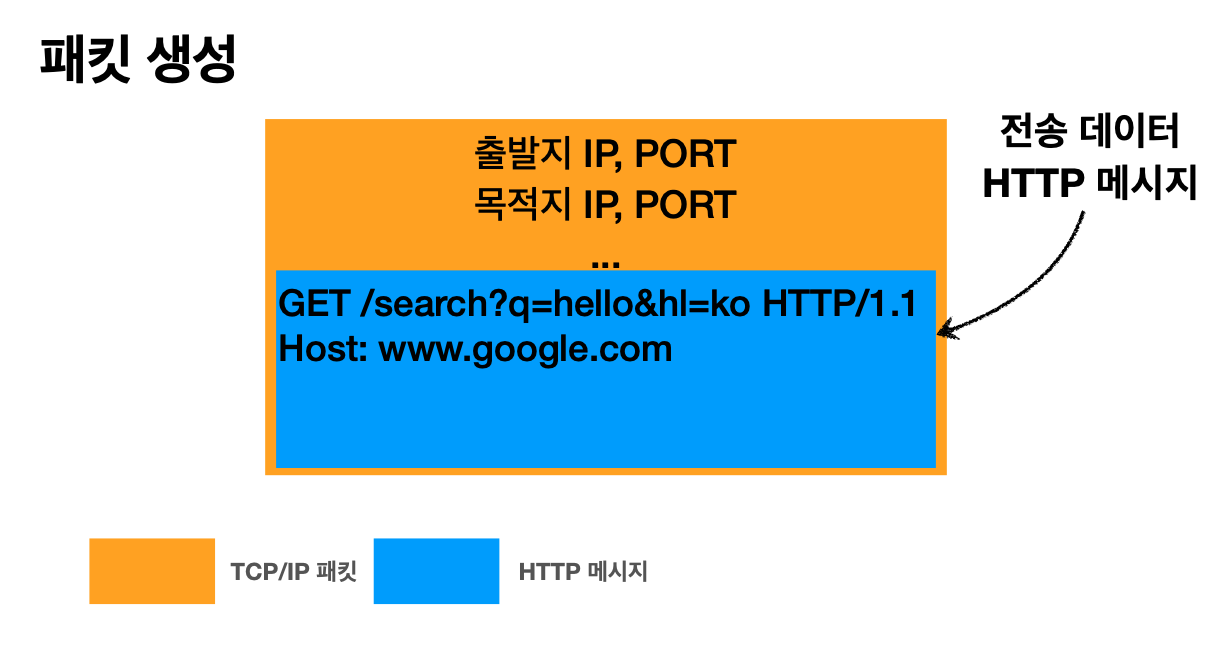 패킷 생성
출발지 IP, PORT
목적지 IP, PORT
...
전송 데이터
HTTP 메시지
GET /search?q=hello&hl=ko HTTP/1.1
Host: www.google.com
TCP/IP 패킷
HTTP 메시지